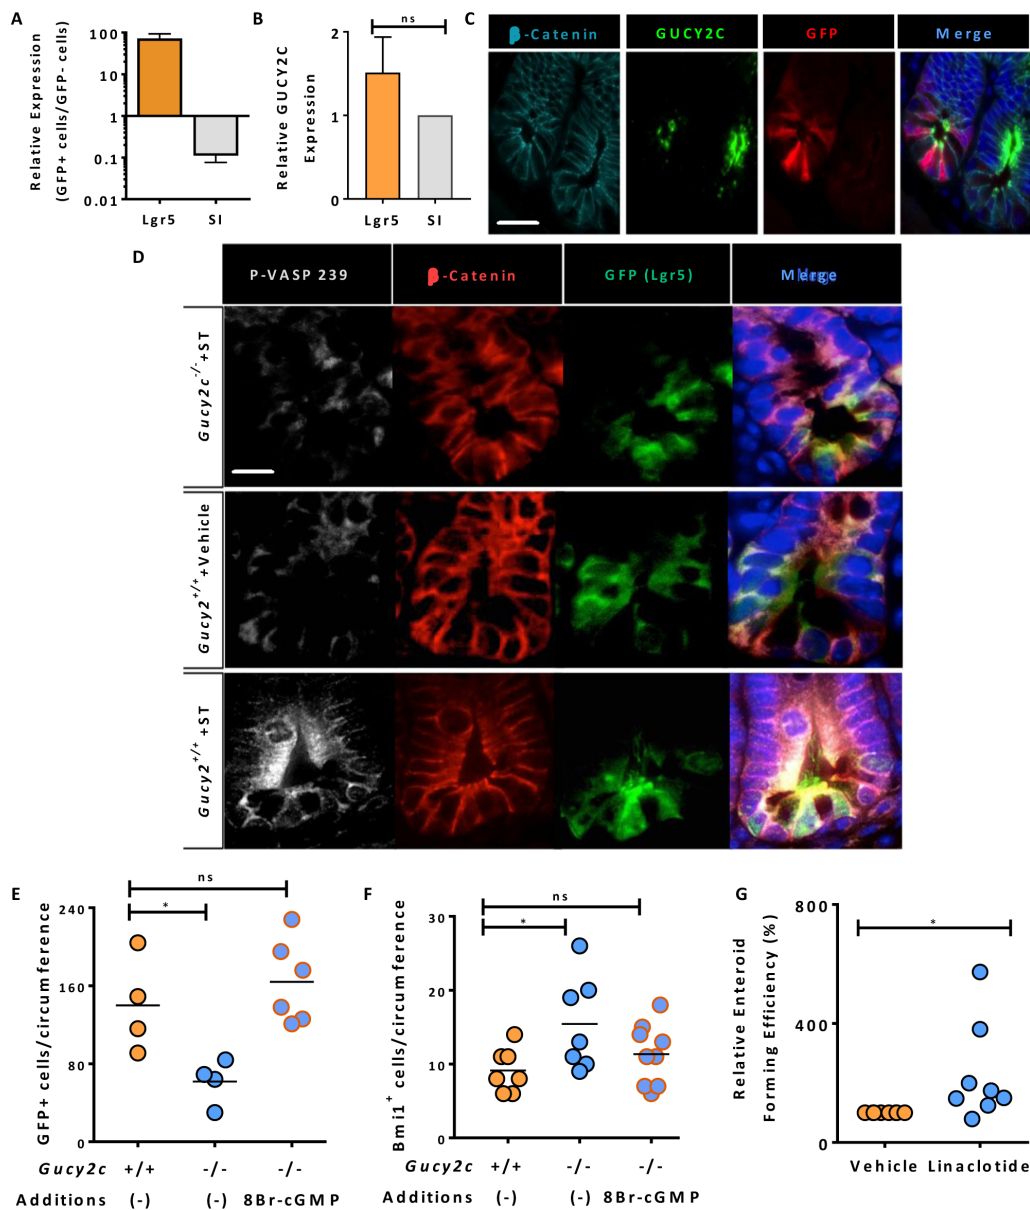 A
Relative Expression
(GFP+ cells/GFP- cells)
100
10
1
0.1
0.01
Lgr5 SI
B
ns
Relative GUCY2C
Expression
2
1
0
Lgr5 SI
C
β-Catenin GUCY2C GFP Merge
D
P-VASP 239 β-Catenin GFP (Lgr5) Merge
Gucy2c-/-+ST
Gucy2+/++Vehicle
Gucy2+/+ +ST
E
ns
*
GFP+ cells/circumference
240
160
80
0
Gucy2c +/+ -/- -/-
Additions (-) (-) 8Br-cGMP
F
ns
*
Bmi1+ cells/circumference
30
20
10
0
Gucy2c +/+ -/- -/-
Additions (-) (-) 8Br-cGMP
G
*
Relative Enteroid
Forming Efficiency (%)
800
400
0
Vehicle Linaclotide